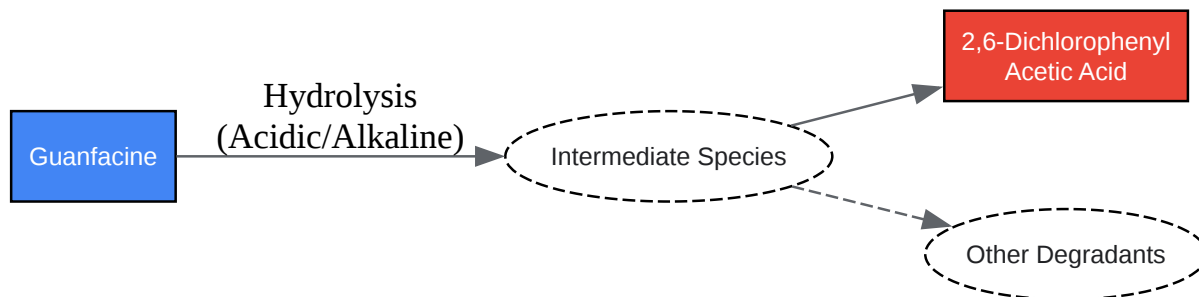 Guanfacine
Hydrolysis
(Acidic/Alkaline)
Intermediate Species
2,6-Dichlorophenyl
Acetic Acid
Other Degradants